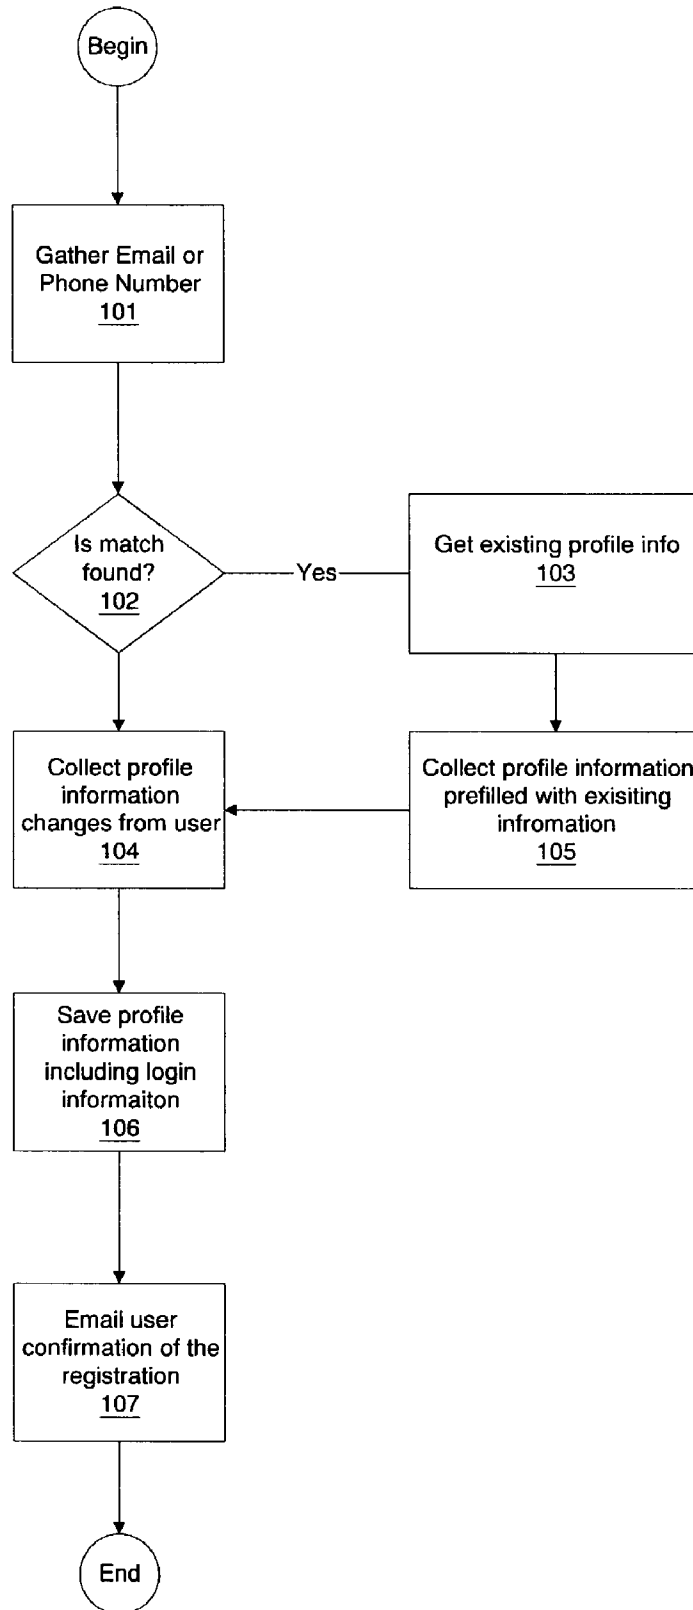 Begin
Gather Email or
Phone Number
101
Is match
found?
102
Yes
Get existing profile info
103
Collect profile
information
changes from user
104
Collect profile information
prefilled with exisiting
infromation
105
Save profile
information
including login
informaiton
106
Email user
confirmation of the
registration
107
End